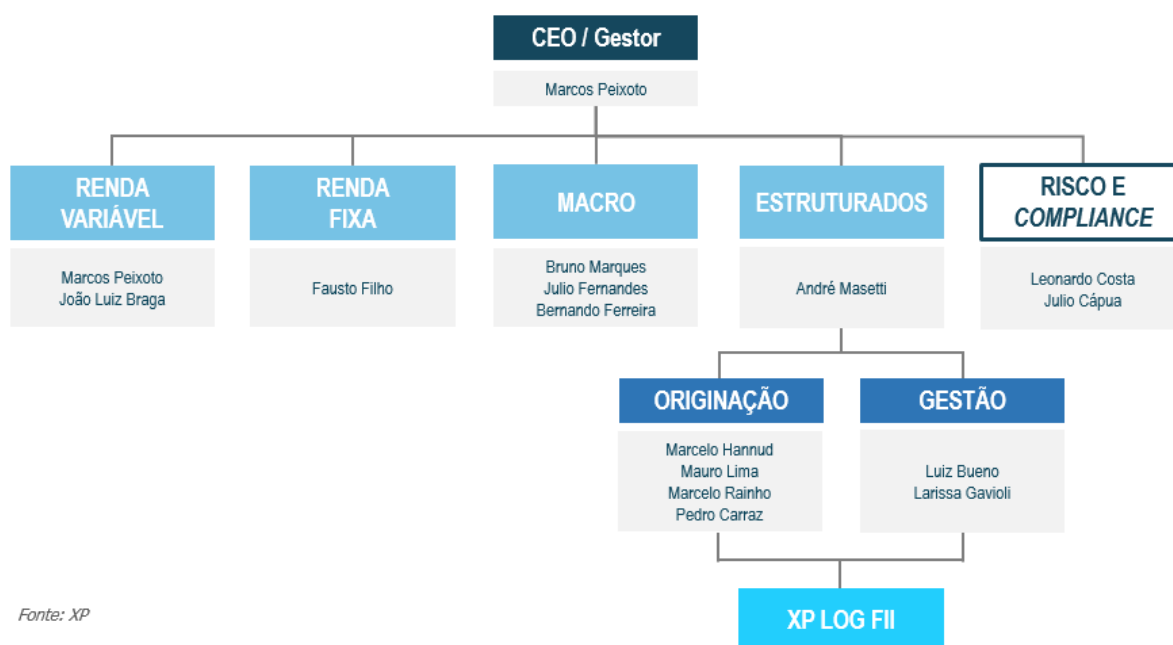 CEO / Gestor
Marcos Peixoto
RENDA
VARIÁVEL
Marcos Peixoto
João Luiz Braga
RENDA
FIXA
Fausto Filho
MACRO
Bruno Marques
Julio Fernandes
Bernando Ferreira
ESTRUTURADOS
André Masetti
RISCO E
COMPLIANCE
Leonardo Costa
Julio Cápua
ORIGINAÇÃO
Marcelo Hannud
Mauro Lima
Marcelo Rainho
Pedro Carraz
GESTÃO
Luiz Bueno
Larissa Gavioli
XP LOG FII
Fonte: XP